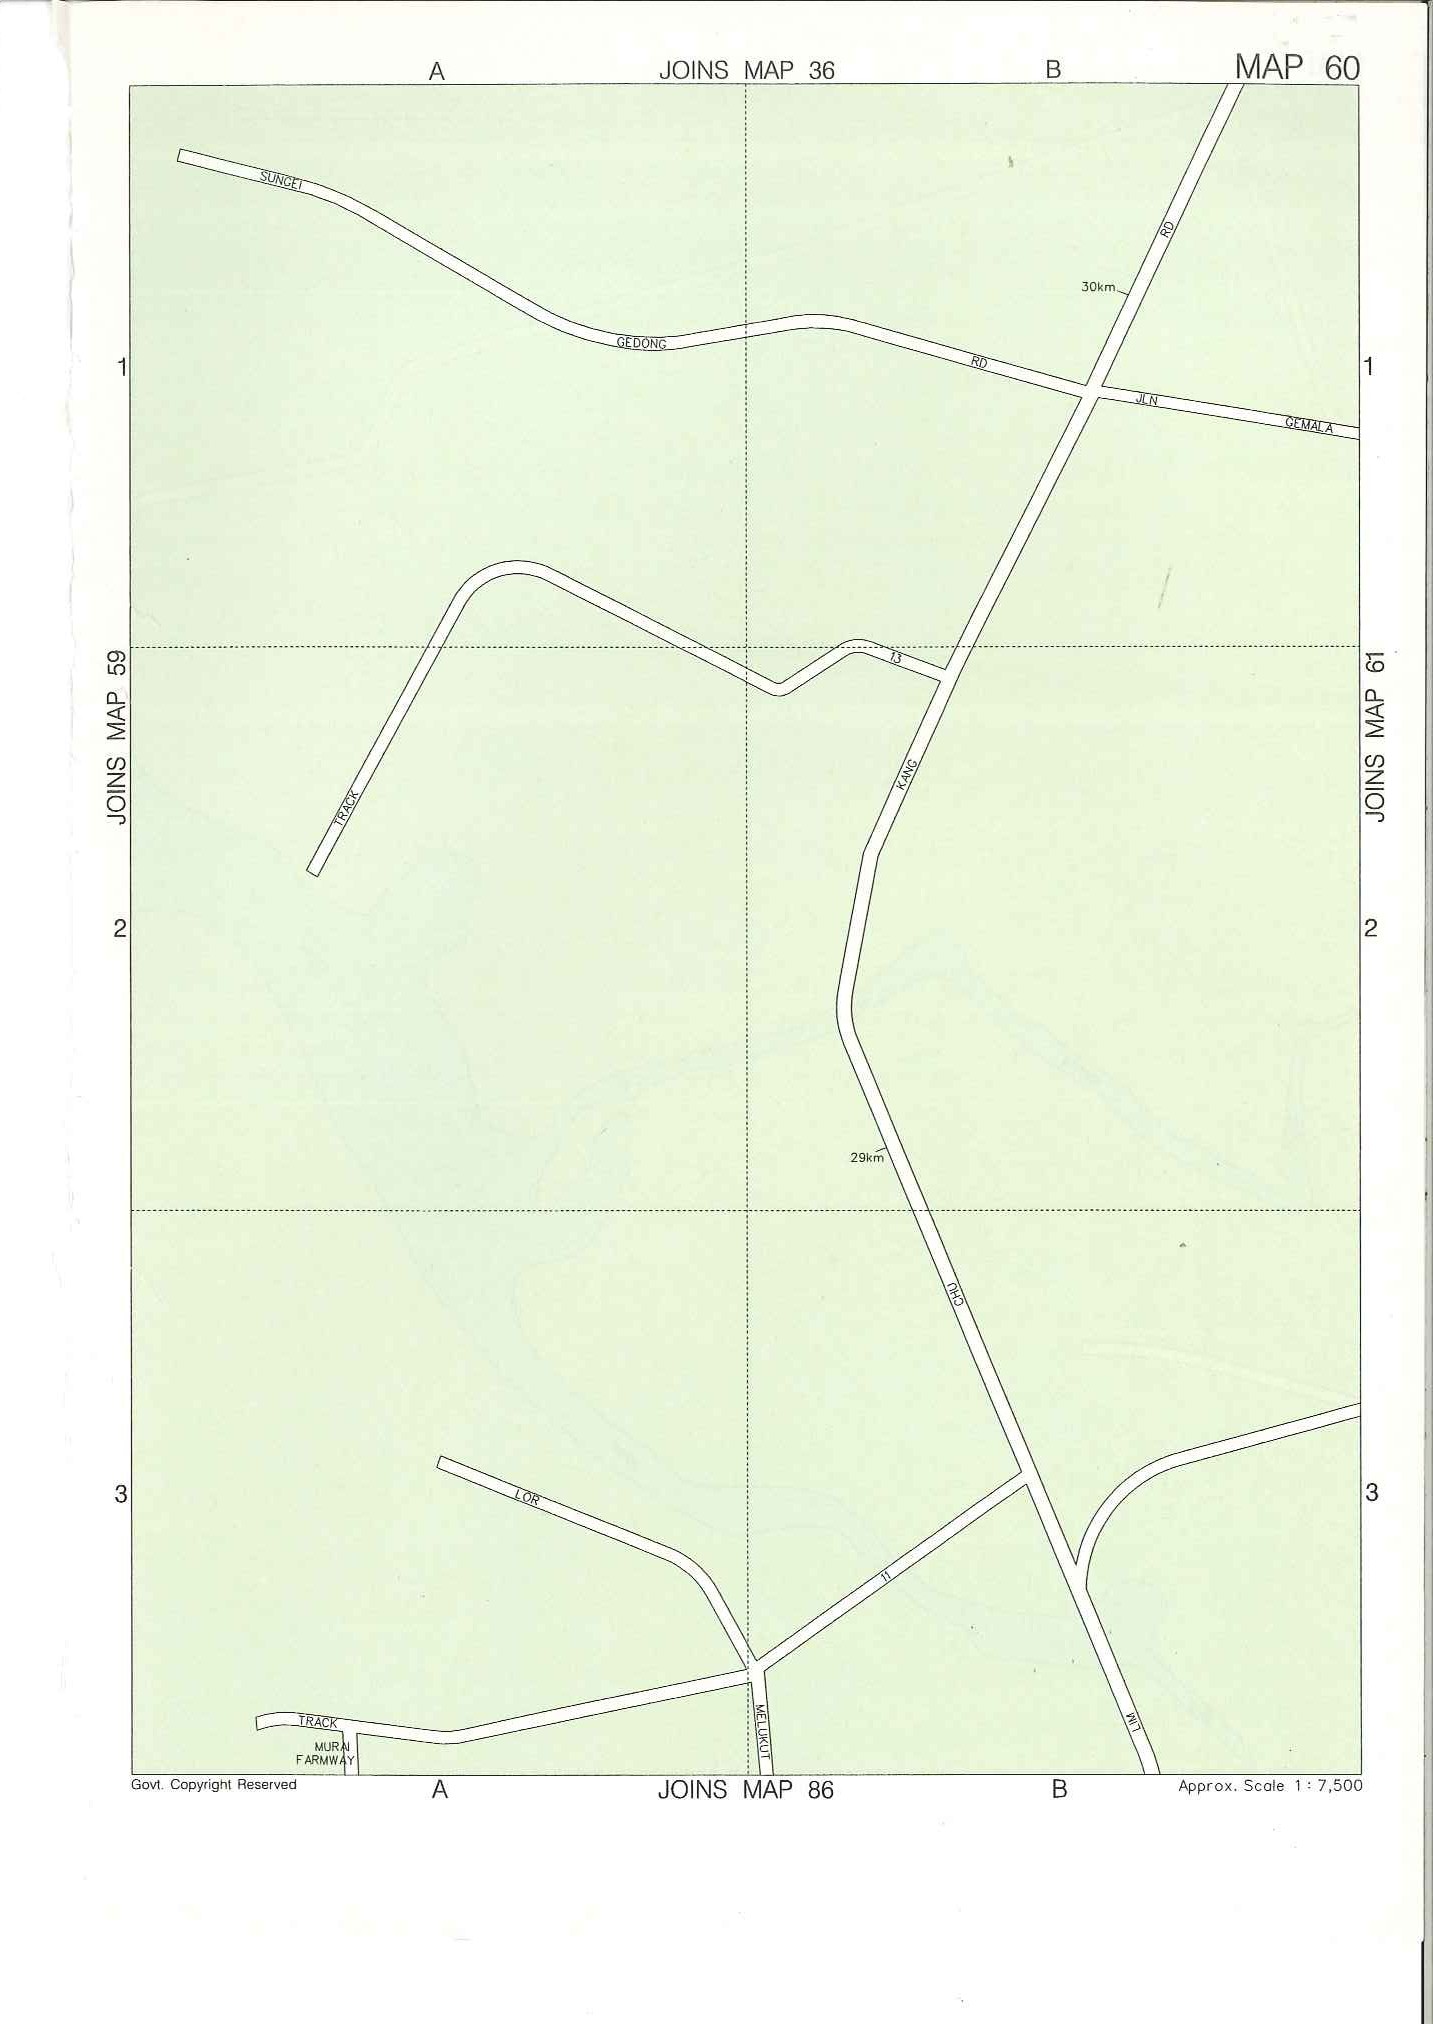 A
JOINS MAP 36
B
MAP 60
SUNGEI
GEDONG
RD
RD
30km
JLN
GEMALA
1
1
JOINS MAP 59
JOINS MAP 61
13
KANG
TRACK
2
2
29km
CHU
3
3
LOR
11
TRACK
MURAI
FARMWAY
MELUKUT
LIM
Govt. Copyright Reserved
A
JOINS MAP 86
B
Approx. Scale 1 : 7,500